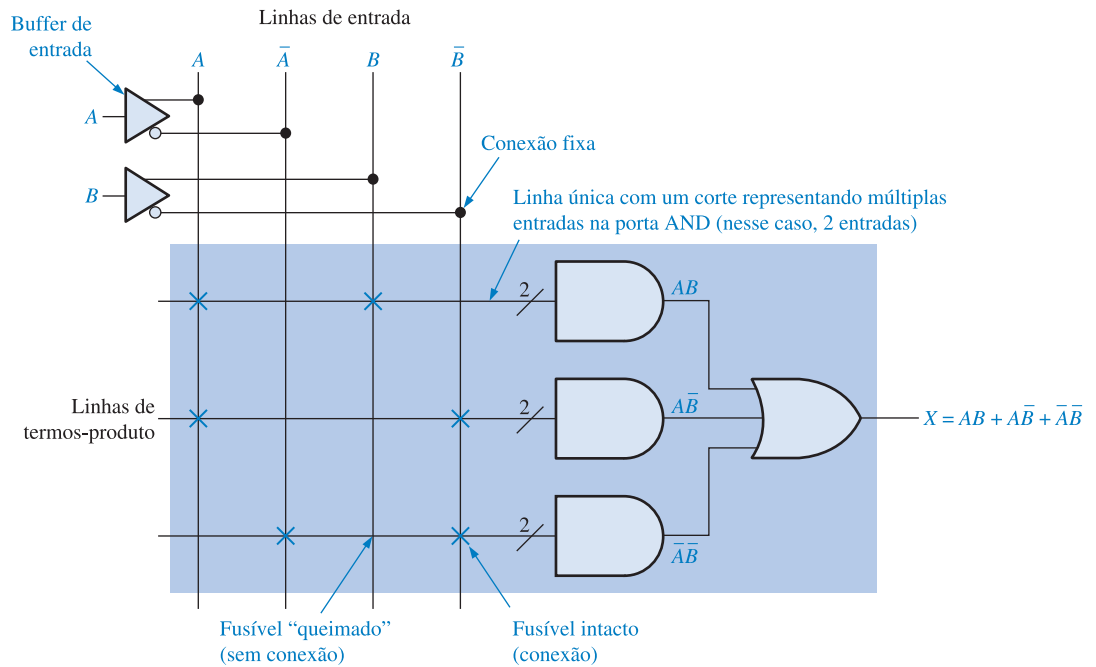 Linhas de entrada
Buffer de
entrada
A
A̅
B
B̅
A
B
Conexão fixa
Linha única com um corte representando múltiplas
entradas na porta AND (nesse caso, 2 entradas)
2
AB
Linhas de
termos-produto
2
AB̅
X = AB + AB̅ + A̅B̅
2
A̅B̅
Fusível “queimado”
(sem conexão)
Fusível intacto
(conexão)